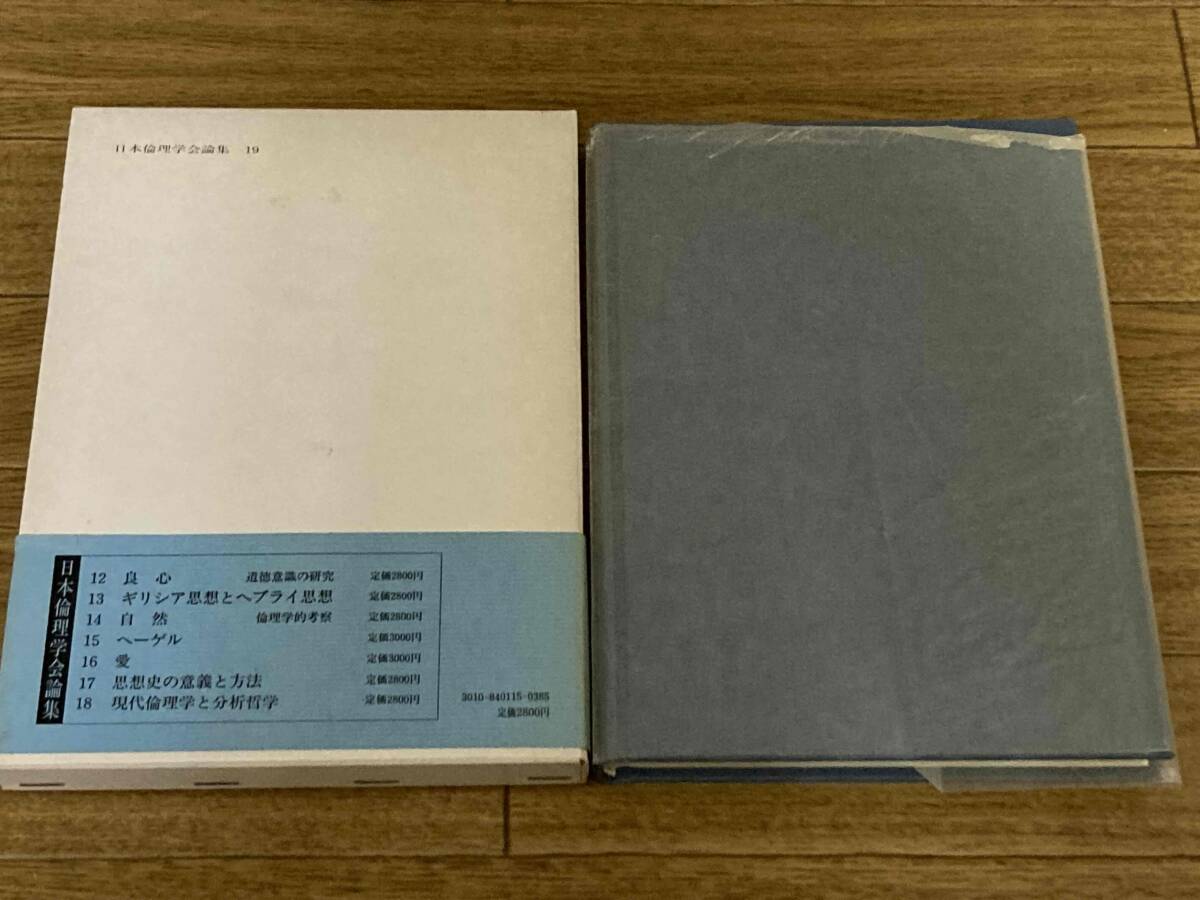 日本倫理学会論集 19
日本倫理学会論集
12 良心 道徳意識の研究 定価2800円
13 ギリシア思想とヘブライ思想 定価2800円
14 自然 倫理学的考察 定価2800円
15 ヘーゲル 定価3000円
16 愛 定価3000円
17 思想史の意義と方法 定価2800円
18 現代倫理学と分析哲学 定価2800円
3010-840115-0385
定価2800円